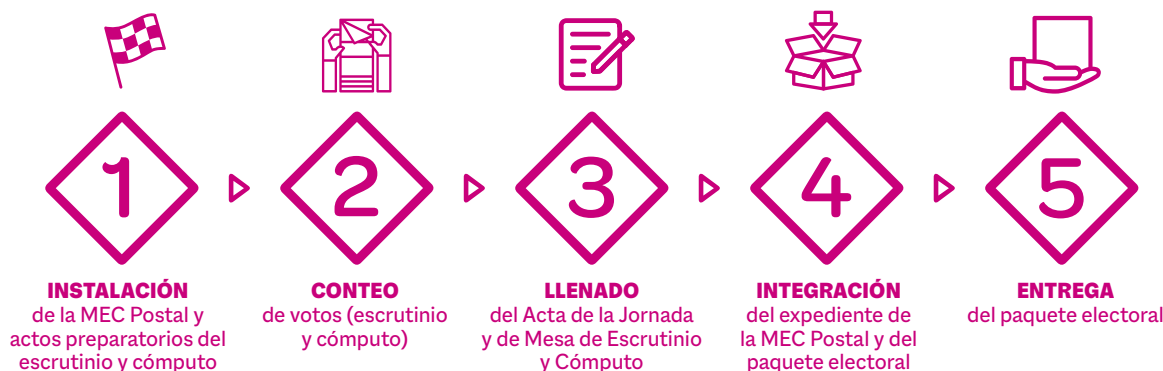 1
INSTALACIÓN
de la MEC Postal y
actos preparatorios del
escrutinio y cómputo
2
CONTEO
de votos (escrutinio
y cómputo)
3
LLENADO
del Acta de la Jornada
y de Mesa de Escrutinio
y Cómputo
4
INTEGRACIÓN
del expediente de
la MEC Postal y del
paquete electoral
5
ENTREGA
del paquete electoral